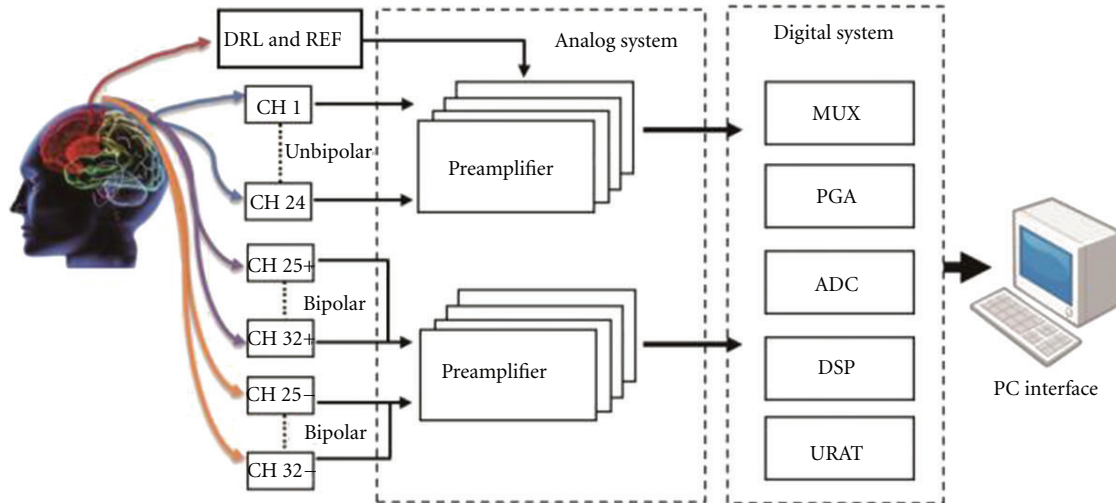 DRL and REF
Analog system
Digital system
CH 1
Unbipolar
CH 24
Preamplifier
CH 25+
Bipolar
CH 32+
CH 25−
Bipolar
CH 32−
Preamplifier
MUX
PGA
ADC
DSP
URAT
PC interface